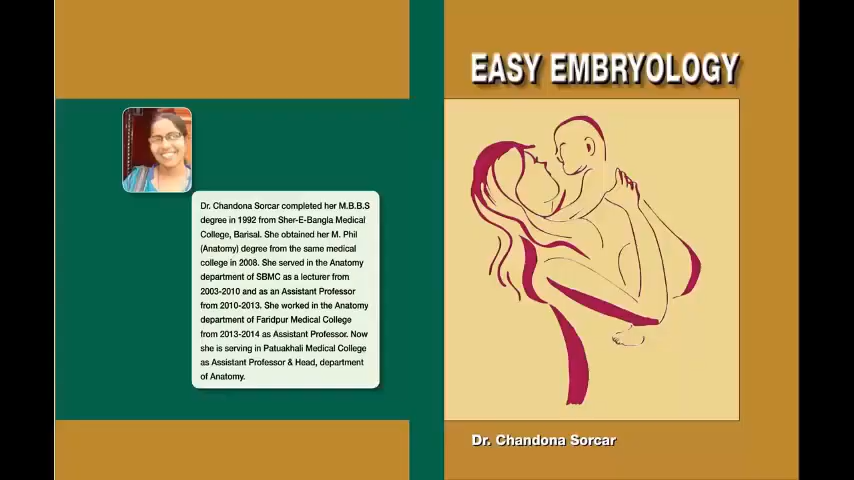 EASY EMBRYOLOGY
Dr. Chandona Sorcar completed her M.B.B.S
degree in 1992 from Sher-E-Bangla Medical
College, Barisal. She obtained her M. Phil
(Anatomy) degree from the same medical
college in 2008. She served in the Anatomy
department of SBMC as a lecturer from
2003-2010 and as an Assistant Professor
from 2010-2013. She worked in the Anatomy
department of Faridpur Medical College
from 2013-2014 as Assistant Professor. Now
she is serving in Patuakhali Medical College
as Assistant Professor & Head, department
of Anatomy.
Dr. Chandona Sorcar